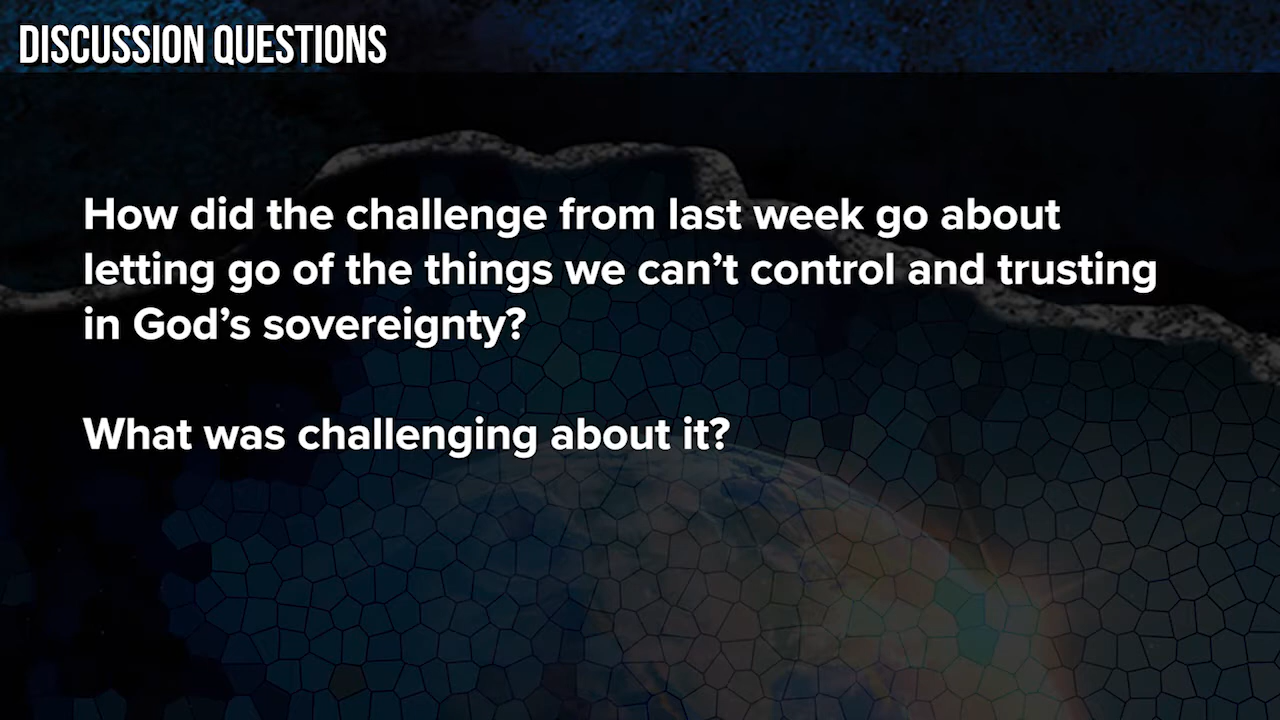 DISCUSSION QUESTIONS
How did the challenge from last week go about
letting go of the things we can’t control and trusting
in God’s sovereignty?
What was challenging about it?